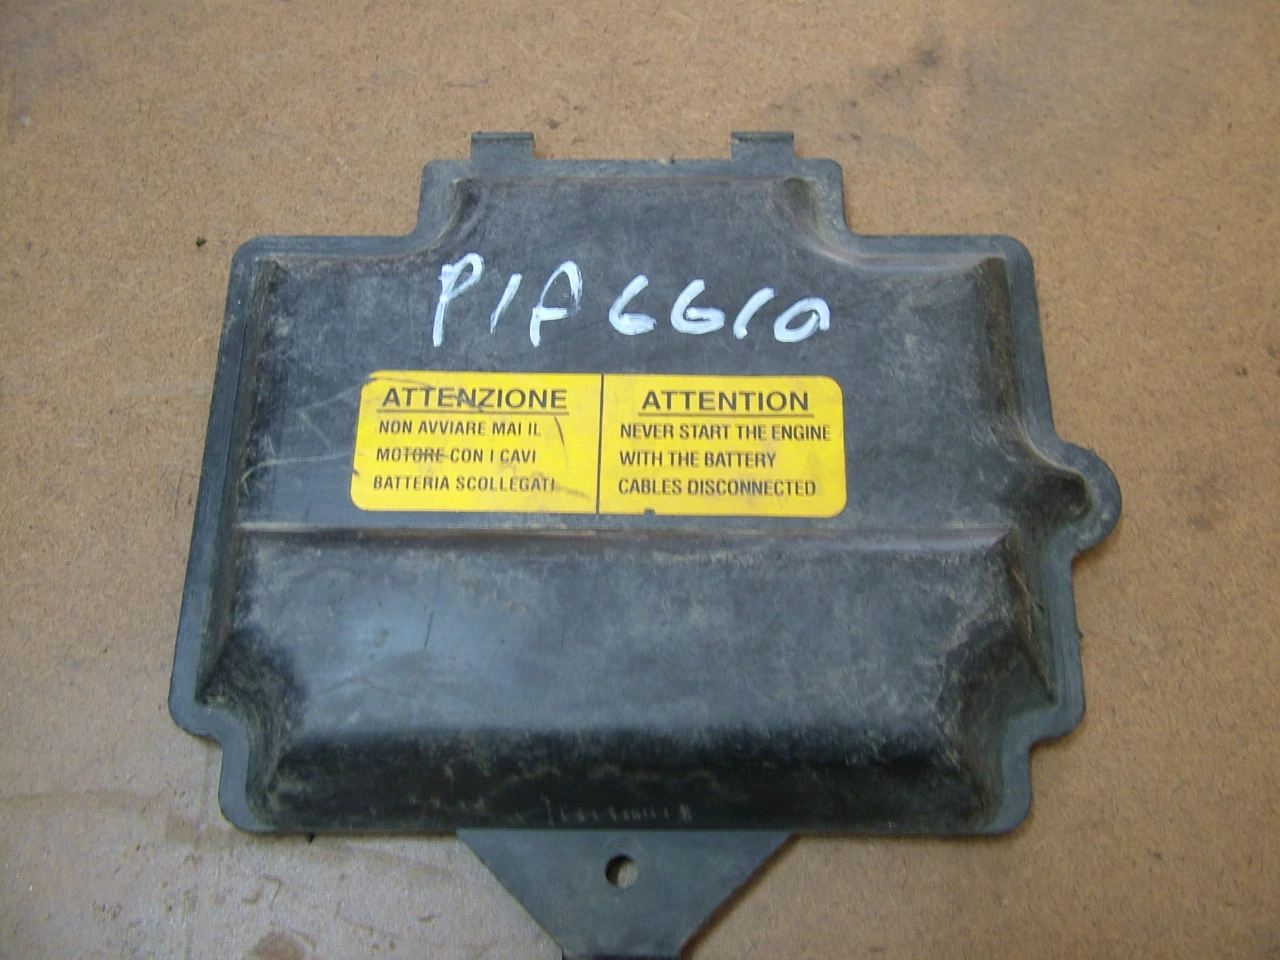 PIAGGIO
ATTENZIONE
NON AVVIARE MAI IL
MOTORE CON I CAVI
BATTERIA SCOLLEGATI
ATTENTION
NEVER START THE ENGINE
WITH THE BATTERY
CABLES DISCONNECTED